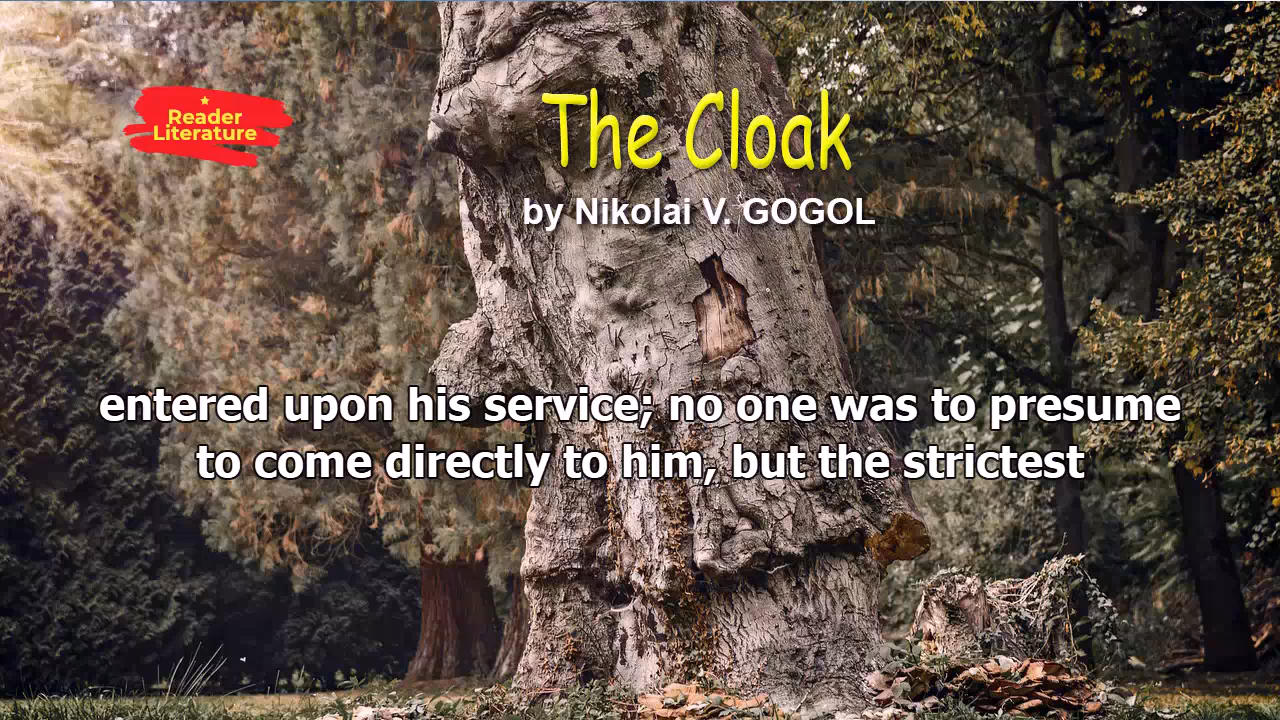 Reader
Literature
The Cloak
by Nikolai V. GOGOL
entered upon his service; no one was to presume
to come directly to him, but the strictest